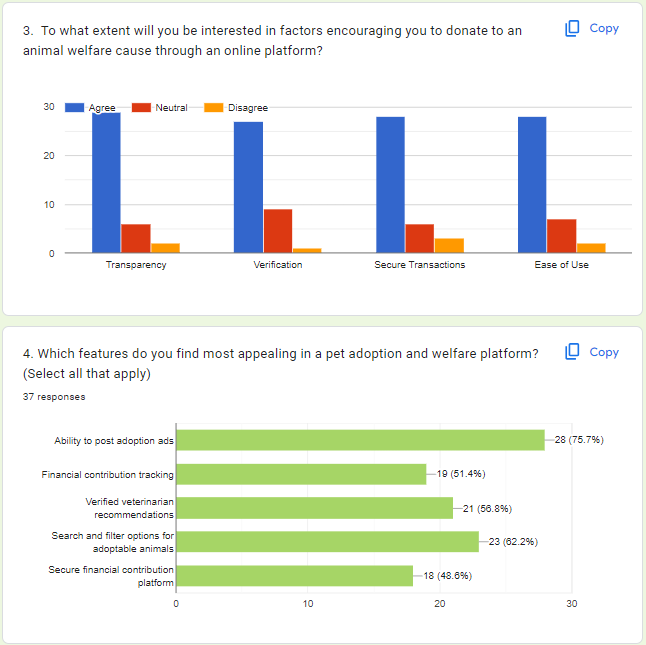 3. To what extent will you be interested in factors encouraging you to donate to an
animal welfare cause through an online platform?
Copy
30
Agree
Neutral
Disagree
20
10
0
Transparency
Verification
Secure Transactions
Ease of Use
4. Which features do you find most appealing in a pet adoption and welfare platform?
(Select all that apply)
Copy
37 responses
Ability to post adoption ads
28 (75.7%)
Financial contribution tracking
19 (51.4%)
Verified veterinarian
recommendations
21 (56.8%)
Search and filter options for
adoptable animals
23 (62.2%)
Secure financial contribution
platform
18 (48.6%)
0
10
20
30